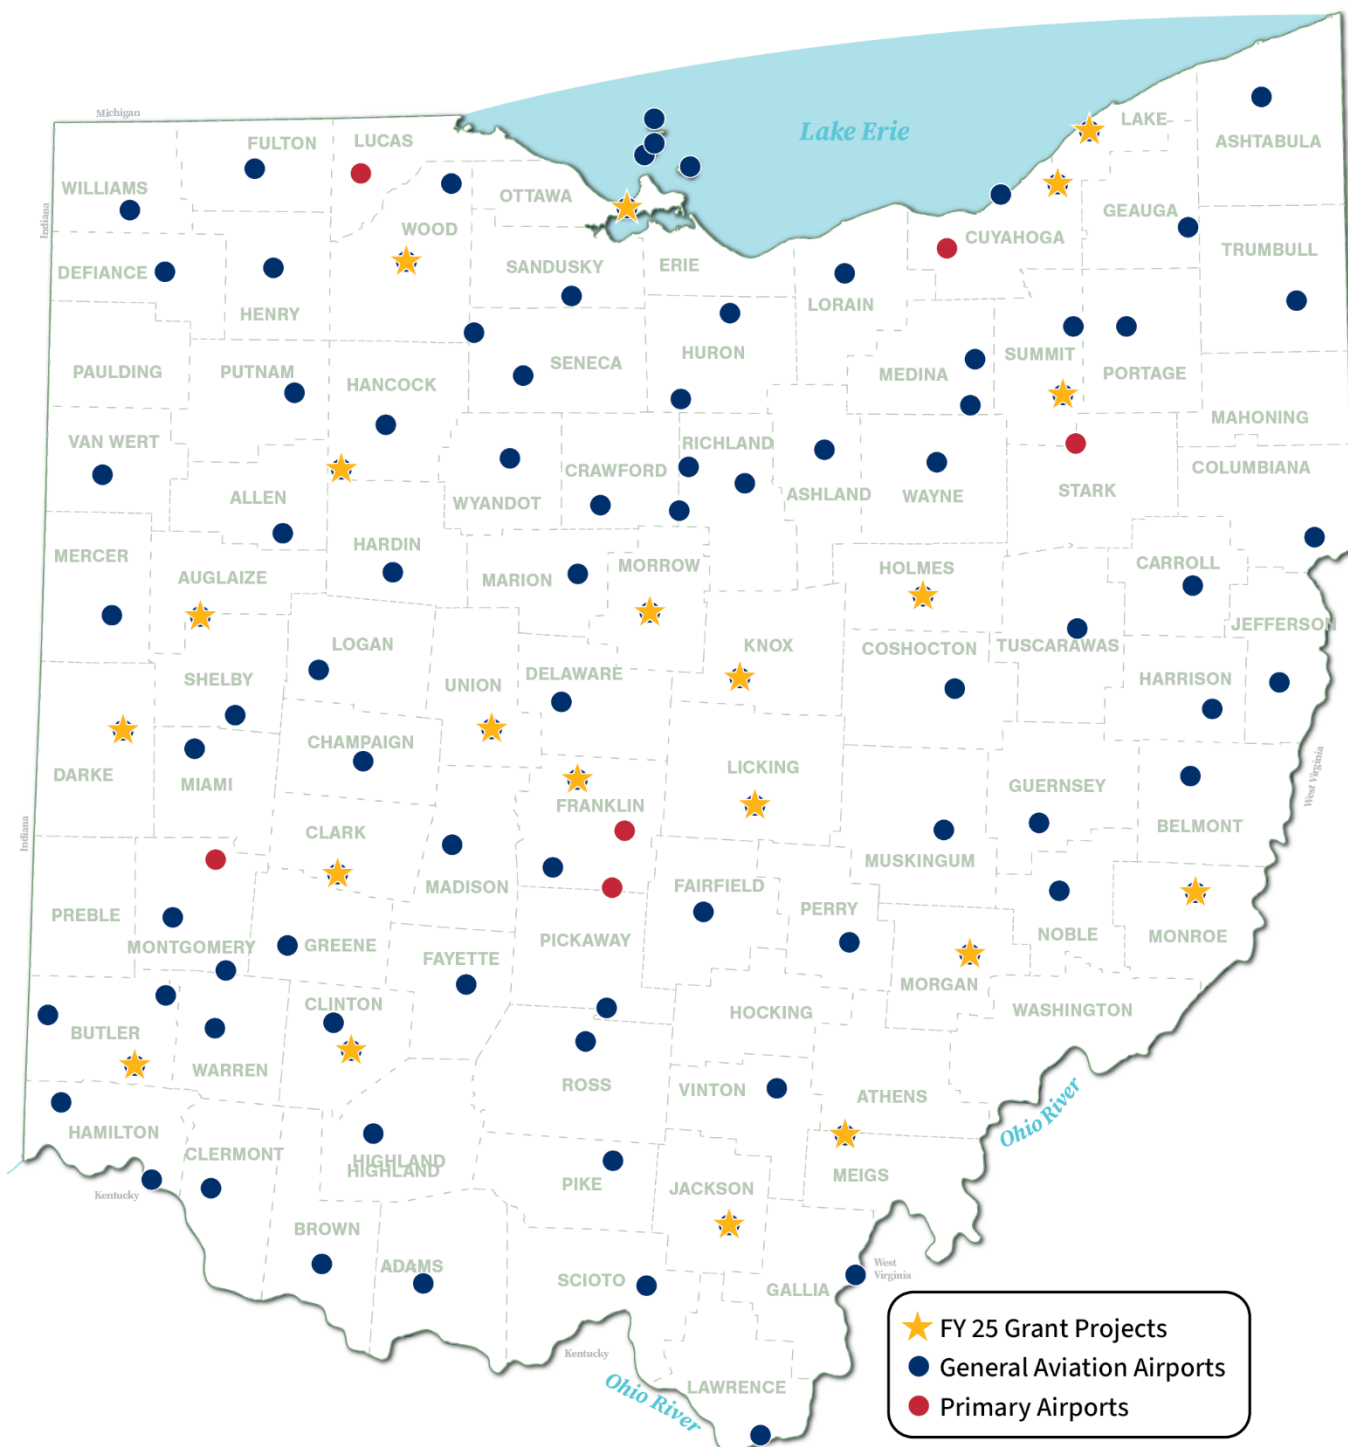 Michigan
Lake Erie
LAKE
ASHTABULA
FULTON
LUCAS
WILLIAMS
OTTAWA
GEAUGA
Indiana
WOOD
CUYAHOGA
TRUMBULL
DEFIANCE
SANDUSKY
ERIE
HENRY
LORAIN
PAULDING
PUTNAM
HANCOCK
SENECA
HURON
MEDINA
SUMMIT
PORTAGE
MAHONING
VAN WERT
RICHLAND
ALLEN
WYANDOT
CRAWFORD
ASHLAND
WAYNE
STARK
COLUMBIANA
MERCER
AUGLAIZE
HARDIN
MARION
MORROW
HOLMES
CARROLL
JEFFERSON
LOGAN
KNOX
COSHOCTON
TUSCARAWAS
SHELBY
UNION
DELAWARE
HARRISON
CHAMPAIGN
DARKE
MIAMI
LICKING
GUERNSEY
West Virginia
Indiana
CLARK
FRANKLIN
BELMONT
MUSKINGUM
MADISON
FAIRFIELD
PREBLE
PERRY
MONTGOMERY
GREENE
PICKAWAY
NOBLE
MONROE
FAYETTE
MORGAN
CLINTON
HOCKING
WASHINGTON
BUTLER
WARREN
ROSS
VINTON
ATHENS
Ohio River
HAMILTON
CLERMONT
HIGHLAND
HIGHLAND
PIKE
JACKSON
MEIGS
Kentucky
BROWN
ADAMS
SCIOTO
GALLIA
West
Virginia
Kentucky
Ohio River
LAWRENCE
FY 25 Grant Projects
General Aviation Airports
Primary Airports